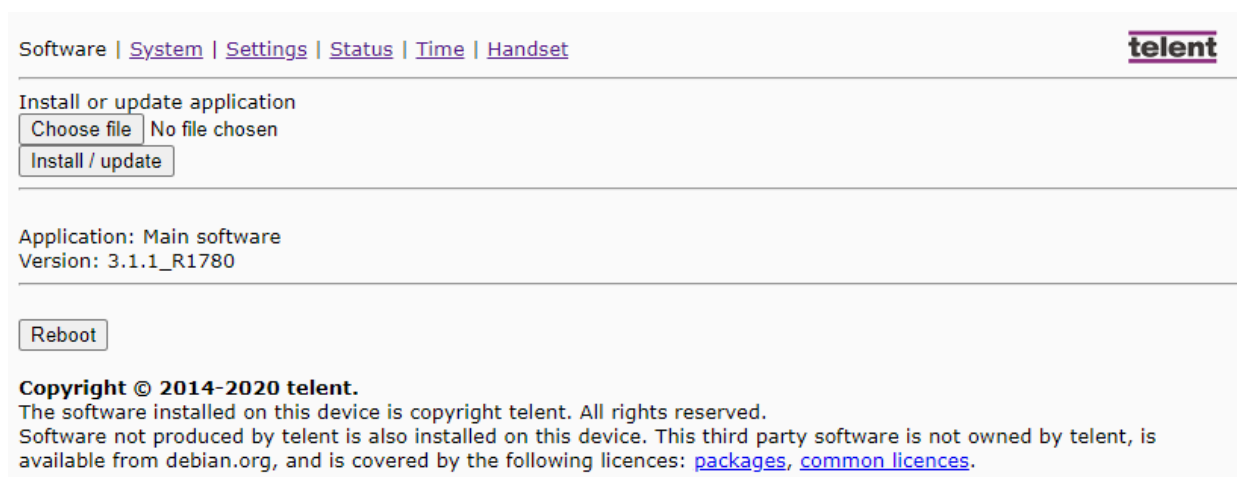 Software | System | Settings | Status | Time | Handset
telent
Install or update application
Choose file No file chosen
Install / update
Application: Main software
Version: 3.1.1_R1780
Reboot
Copyright © 2014-2020 telent.
The software installed on this device is copyright telent. All rights reserved.
Software not produced by telent is also installed on this device. This third party software is not owned by telent, is
available from debian.org, and is covered by the following licences: packages, common licences.